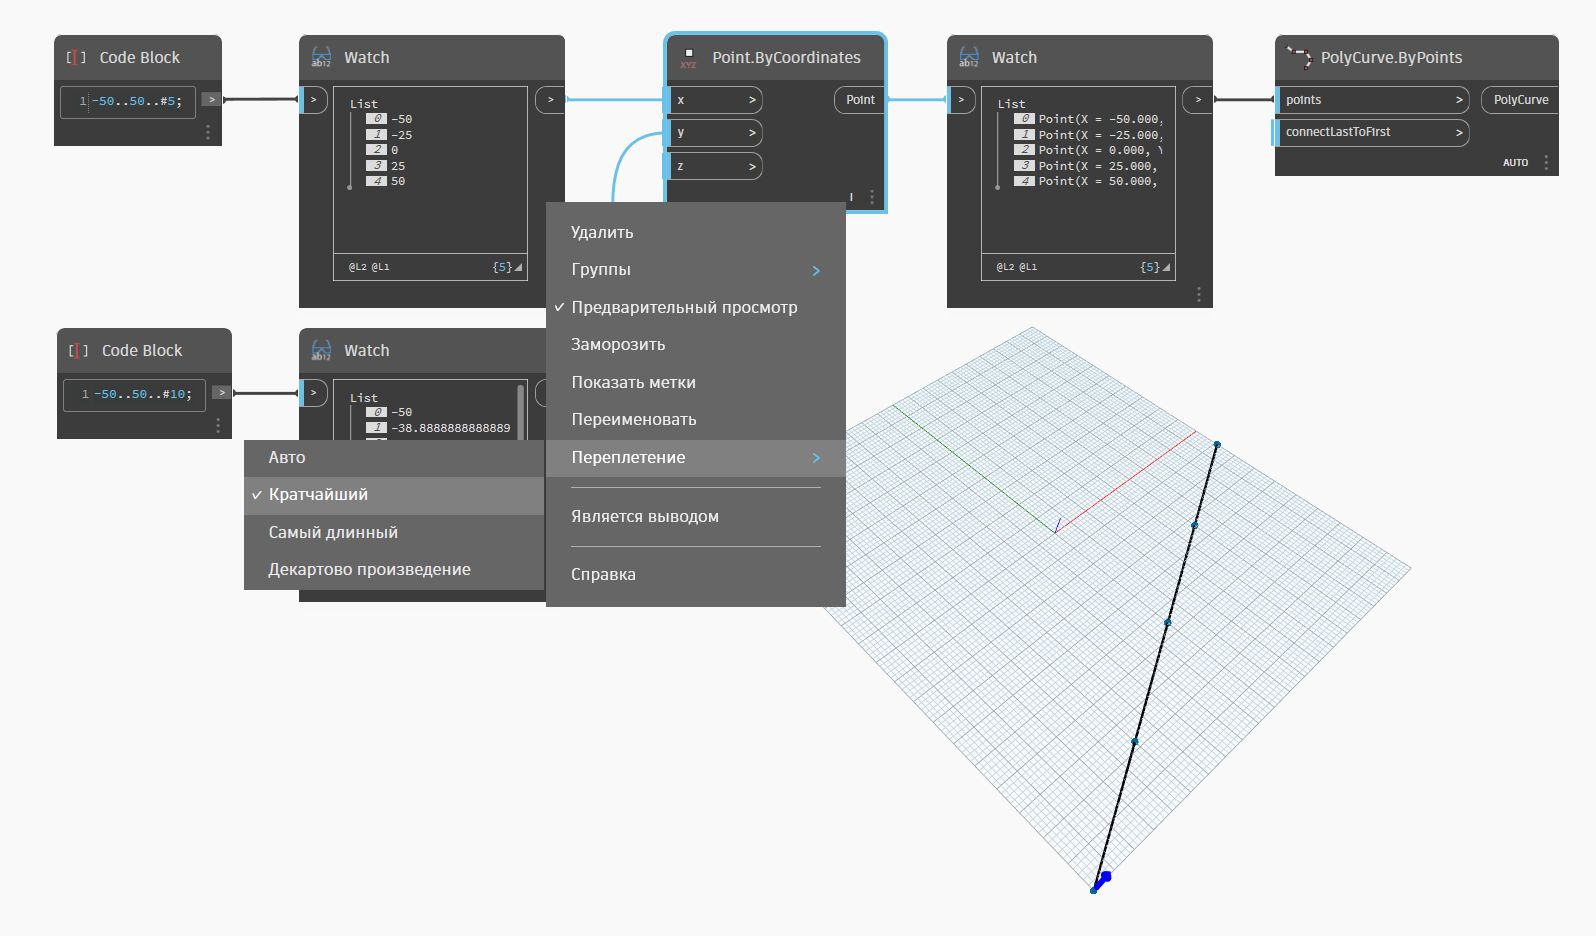 Code Block
1 -50..50..#5;
>
Watch
>
>
List
0 -50
1 -25
2 0
3 25
4 50
@L2 @L1 {5}
XYZ Point.ByCoordinates
x >
y >
z >
Point
I
Watch
>
>
List
0 Point(X = -50.000,
1 Point(X = -25.000,
2 Point(X = 0.000, Y
3 Point(X = 25.000,
4 Point(X = 50.000,
@L2 @L1 {5}
PolyCurve.ByPoints
points >
connectLastToFirst >
PolyCurve
AUTO
Code Block
1 -50..50..#10;
>
Watch
>
List
0 -50
1 -38.8888888888889
Удалить
Группы >
✓ Предварительный просмотр
Заморозить
Показать метки
Переименовать
Переплетение >
Является выводом
Справка
Авто
✓ Кратчайший
Самый длинный
Декартово произведение